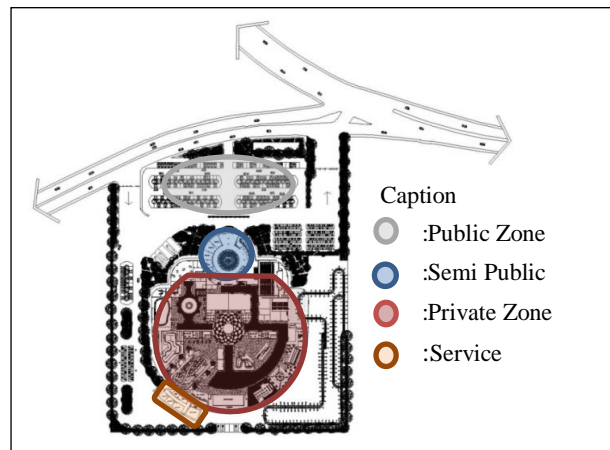 Caption
:Public Zone
:Semi Public
:Private Zone
:Service